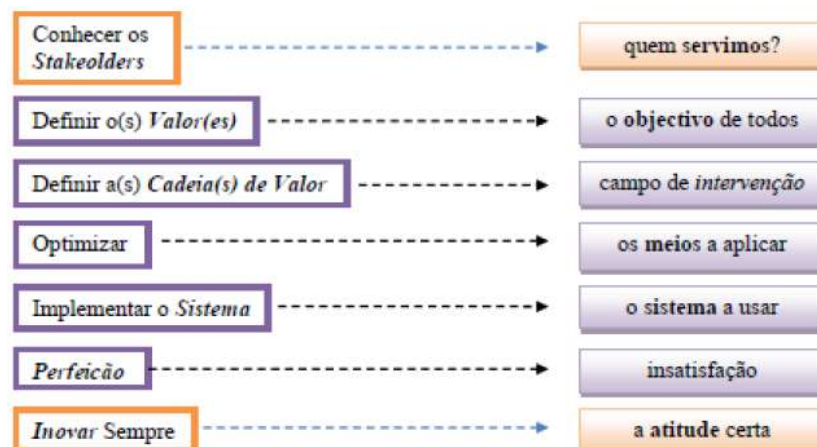 Conhecer os
Stakeolders
quem servimos?
Definir o(s) Valor(es)
o objectivo de todos
Definir a(s) Cadeia(s) de Valor
campo de intervenção
Optimizar
os meios a aplicar
Implementar o Sistema
o sistema a usar
Perfeicão
insatisfação
Inovar Sempre
a atitude certa